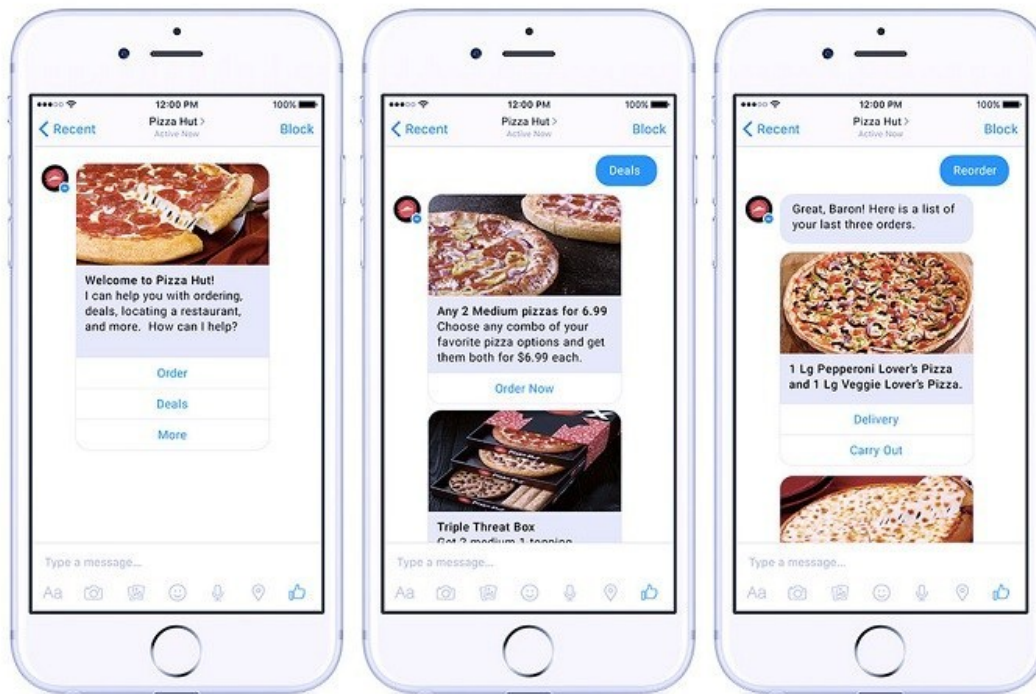 12:00 PM
100%
Recent
Pizza Hut
Active Now
Block
Welcome to Pizza Hut!
I can help you with ordering,
deals, locating a restaurant,
and more. How can I help?
Order
Deals
More
Type a message...
Aa
12:00 PM
100%
Recent
Pizza Hut
Active Now
Block
Deals
Any 2 Medium pizzas for 6.99
Choose any combo of your
favorite pizza options and get
them both for $6.99 each.
Order Now
Triple Threat Box
Get 2 medium 1-topping
Type a message...
Aa
12:00 PM
100%
Recent
Pizza Hut
Active Now
Block
Reorder
Great, Baron! Here is a list of
your last three orders.
1 Lg Pepperoni Lover's Pizza
and 1 Lg Veggie Lover's Pizza.
Delivery
Carry Out
Type a message...
Aa